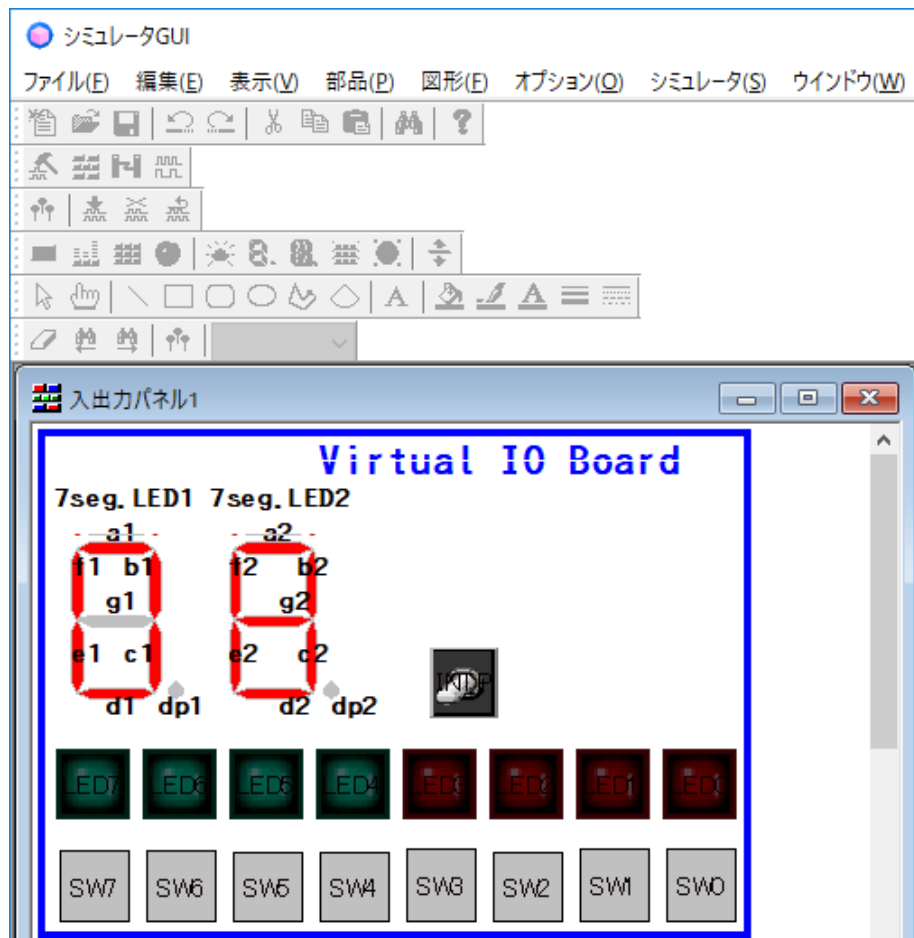 シミュレータGUI
ファイル(F) 編集(E) 表示(V) 部品(P) 図形(F) オプション(O) シミュレータ(S) ウインドウ(W)
入出力パネル1
Virtual IO Board
7seg.LED1 7seg.LED2
a1 a2
f1 b1 f2 b2
g1 g2
e1 c1 e2 c2
d1 dp1 d2 dp2
LED7 LED6 LED5 LED4 LED3 LED2 LED1 LED0
SW7 SW6 SW5 SW4 SW3 SW2 SW1 SW0